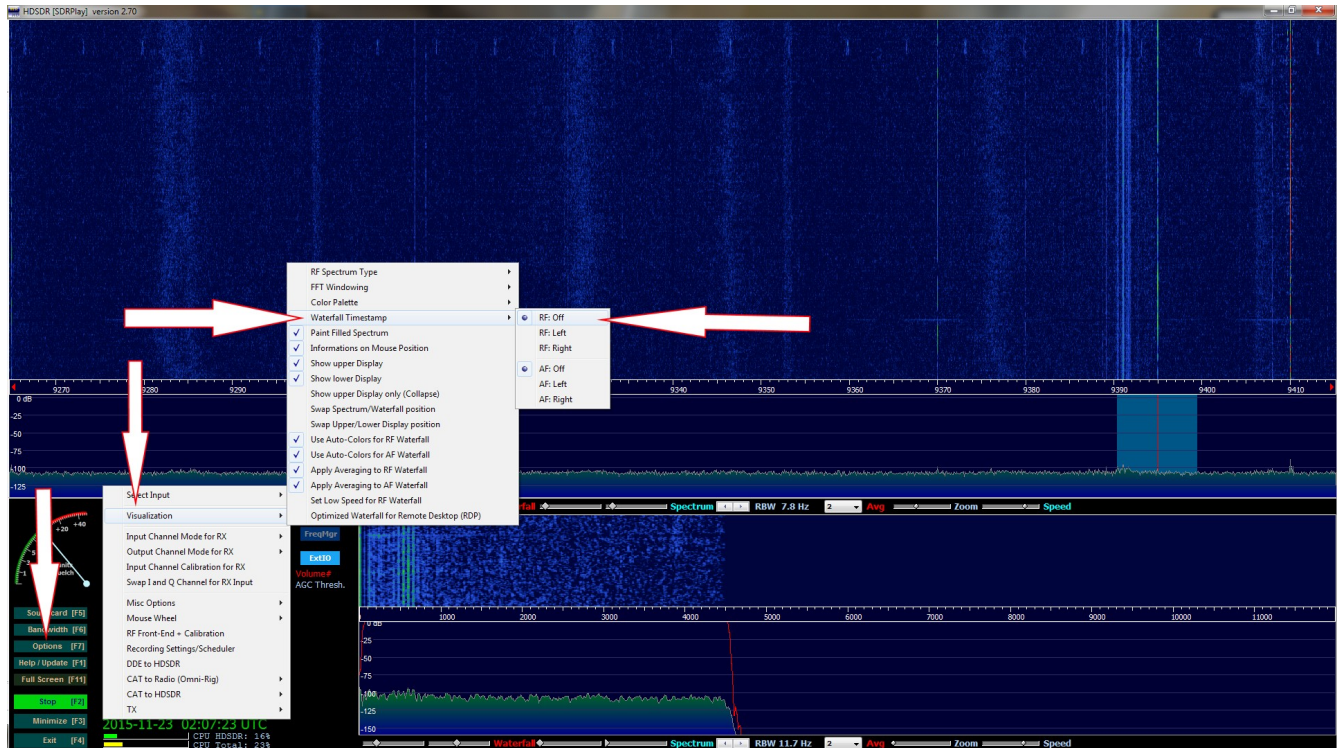 HDSDR [SDRPlay] version 2.70
RF Spectrum Type
FFT Windowing
Color Palette
Waterfall Timestamp
Paint Filled Spectrum
Informations on Mouse Position
Show upper Display
Show lower Display
Show upper Display only (Collapse)
Swap Spectrum/Waterfall position
Swap Upper/Lower Display position
Use Auto-Colors for RF Waterfall
Use Auto-Colors for AF Waterfall
Apply Averaging to RF Waterfall
Apply Averaging to AF Waterfall
Set Low Speed for RF Waterfall
Optimized Waterfall for Remote Desktop (RDP)
RF: Off
RF: Left
RF: Right
AF: Off
AF: Left
AF: Right
9270 9280 9290 9340 9350 9360 9370 9380 9390 9400 9410
0 dB
-25
-50
-75
-100
-125
Select Input
Visualization
Input Channel Mode for RX
Output Channel Mode for RX
Input Channel Calibration for RX
Swap I and Q Channel for RX Input
Misc Options
Mouse Wheel
RF Front-End + Calibration
Recording Settings/Scheduler
DDE to HDSDR
CAT to Radio (Omni-Rig)
CAT to HDSDR
TX
Spectrum RBW 7.8 Hz 2 Avg Zoom Speed
+20 +40
FreqMgr
ExtIO
Volume#
AGC Thresh.
[F5]
Bandwidth [F6]
Options [F7]
Help / Update [F1]
Full Screen [F11]
Stop [F2]
Minimize [F3]
Exit [F4]
2015-11-23 02:07:23 UTC
CPU HDSDR: 16%
CPU Total: 23%
1000 2000 3000 4000 5000 6000 7000 8000 9000 10000 11000
0 dB
-25
-50
-75
-100
-125
-150
Waterfall Spectrum RBW 11.7 Hz 2 Avg Zoom Speed